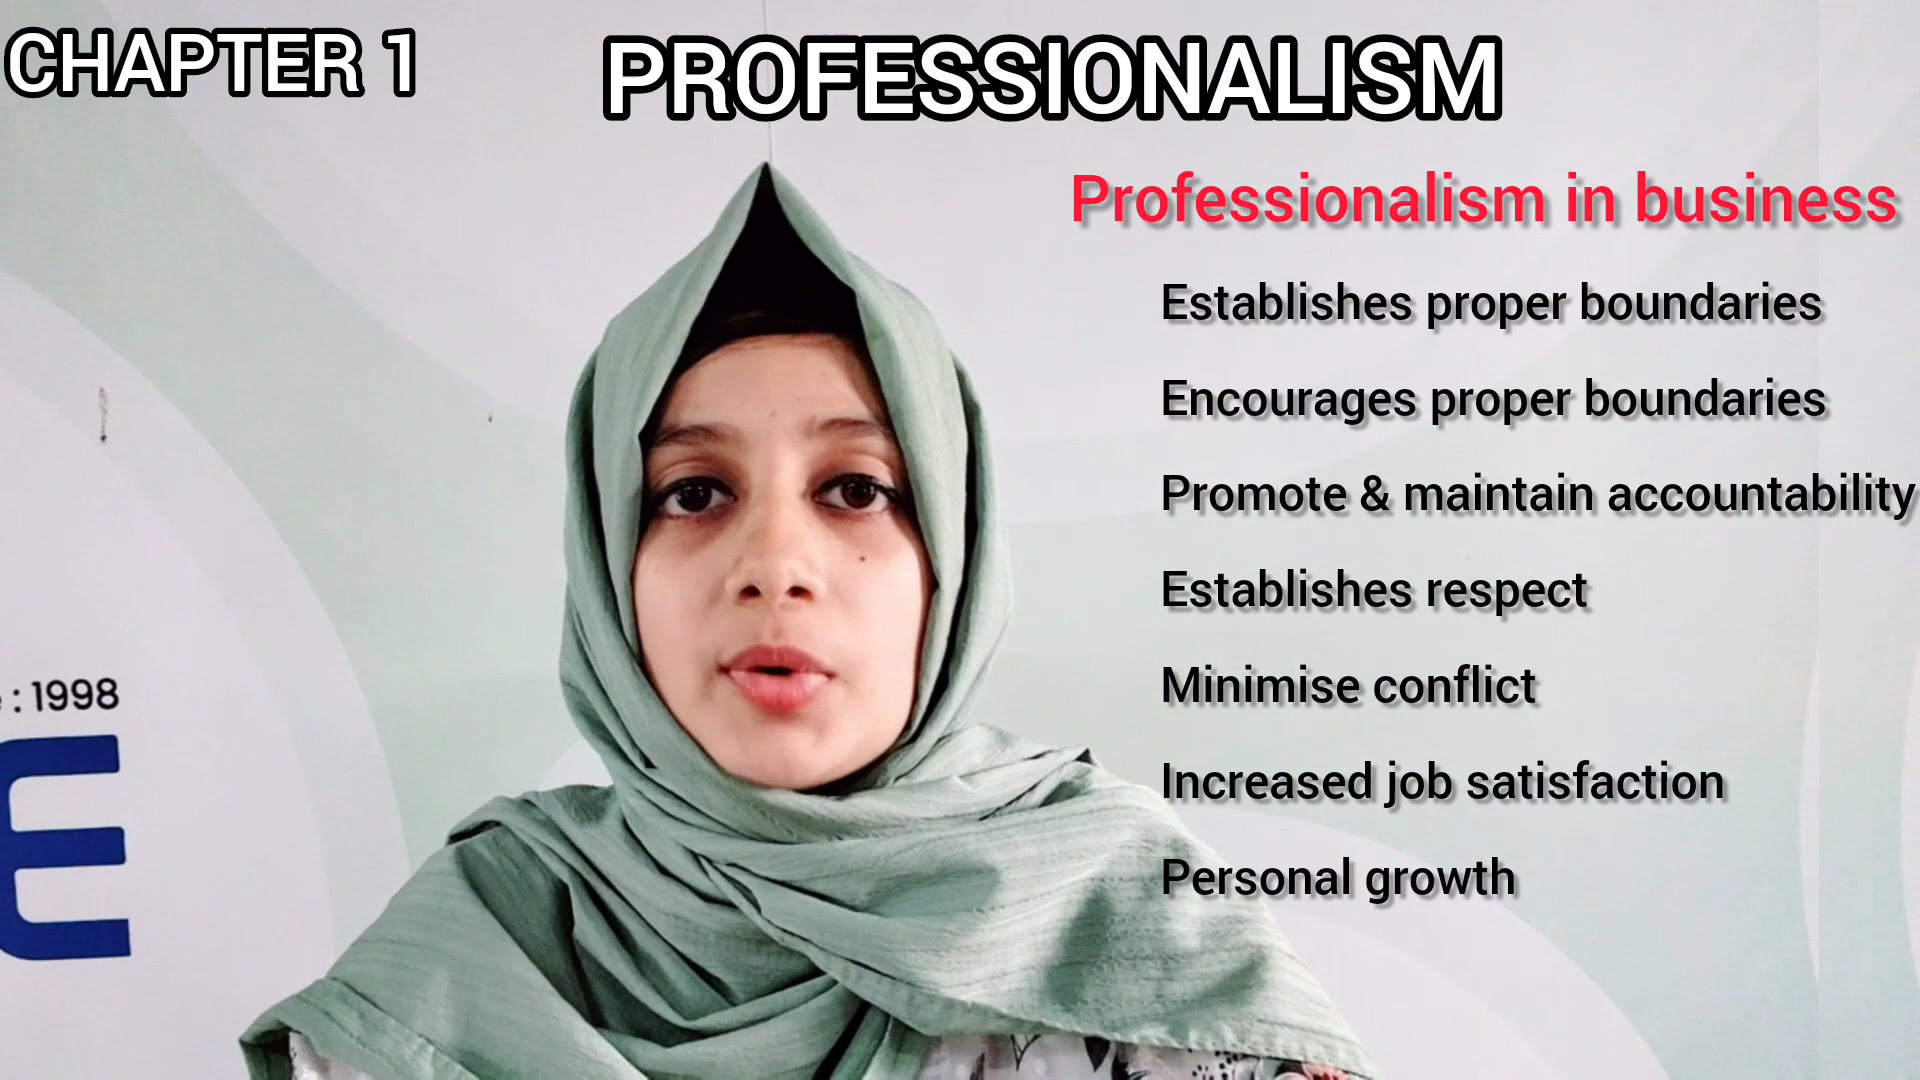 CHAPTER 1
PROFESSIONALISM
Professionalism in business
Establishes proper boundaries
Encourages proper boundaries
Promote & maintain accountability
Establishes respect
Minimise conflict
Increased job satisfaction
Personal growth
: 1998
E